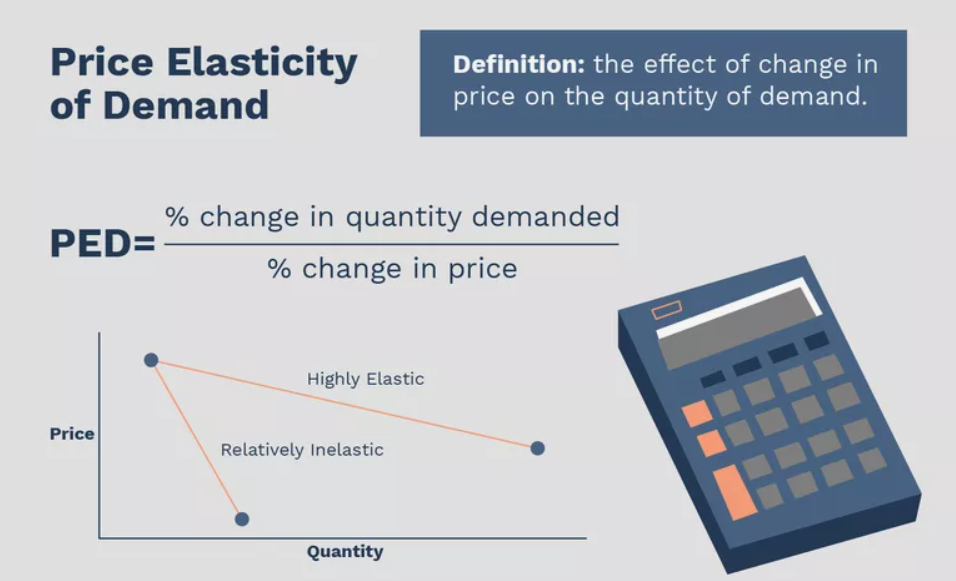 Price Elasticity
of Demand
Definition: the effect of change in
price on the quantity of demand.
% change in quantity demanded
PED=
% change in price
Highly Elastic
Price
Relatively Inelastic
Quantity